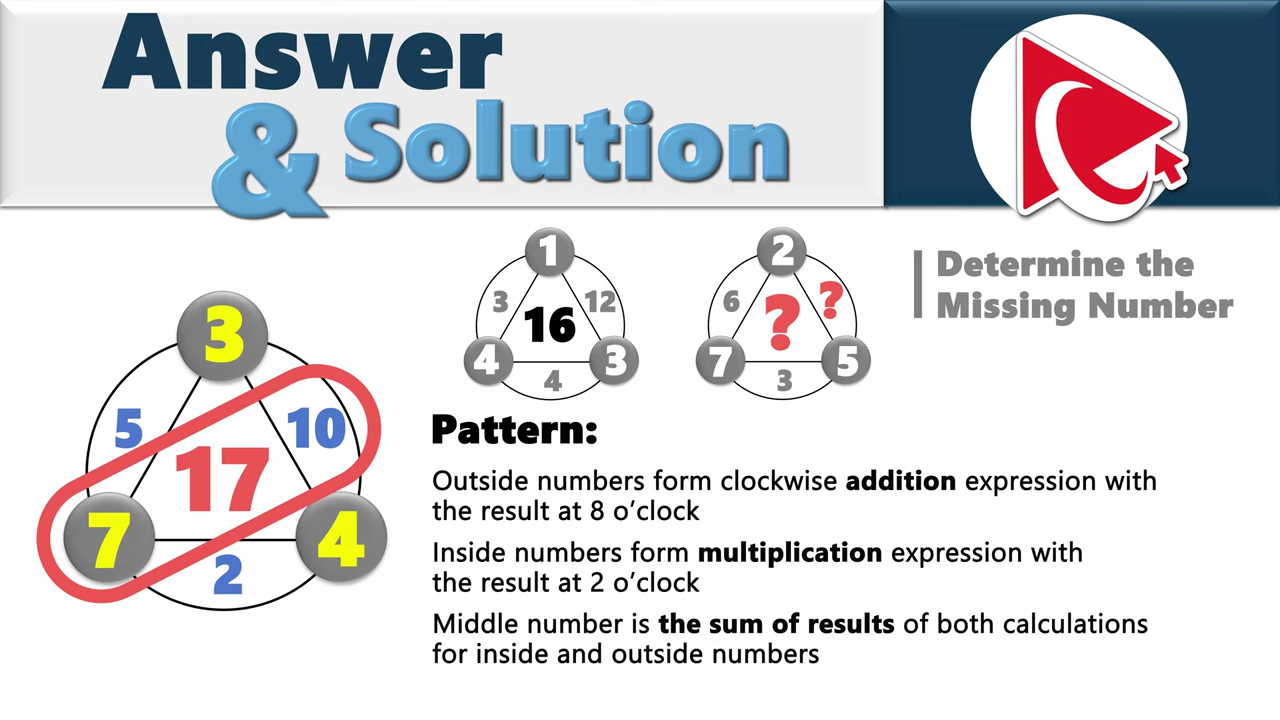 Answer
& Solution
Determine the
Missing Number
1
3
12
16
4
3
4
2
6
?
?
7
5
3
3
5
10
17
7
4
2
Pattern:
Outside numbers form clockwise addition expression with
the result at 8 o'clock
Inside numbers form multiplication expression with
the result at 2 o'clock
Middle number is the sum of results of both calculations
for inside and outside numbers